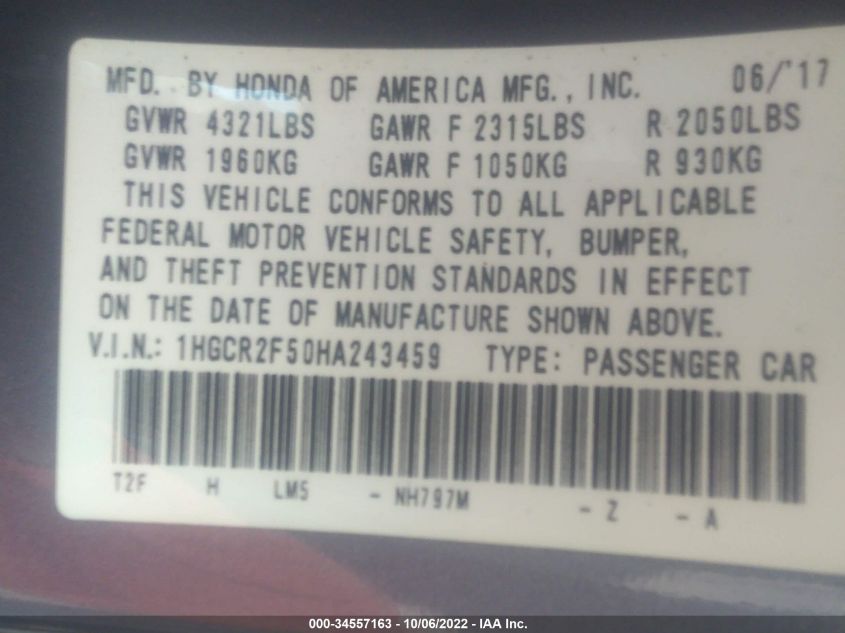 MFD. BY HONDA OF AMERICA MFG., INC. 06/'17
GVWR 4321LBS GAWR F 2315LBS R 2050LBS
GVWR 1960KG GAWR F 1050KG R 930KG
THIS VEHICLE CONFORMS TO ALL APPLICABLE
FEDERAL MOTOR VEHICLE SAFETY, BUMPER,
AND THEFT PREVENTION STANDARDS IN EFFECT
ON THE DATE OF MANUFACTURE SHOWN ABOVE.
V.I.N.: 1HGCR2F50HA243459 TYPE: PASSENGER CAR
T2F H LM5 - NH797M - Z - A
000-34557163 - 10/06/2022 - IAA Inc.